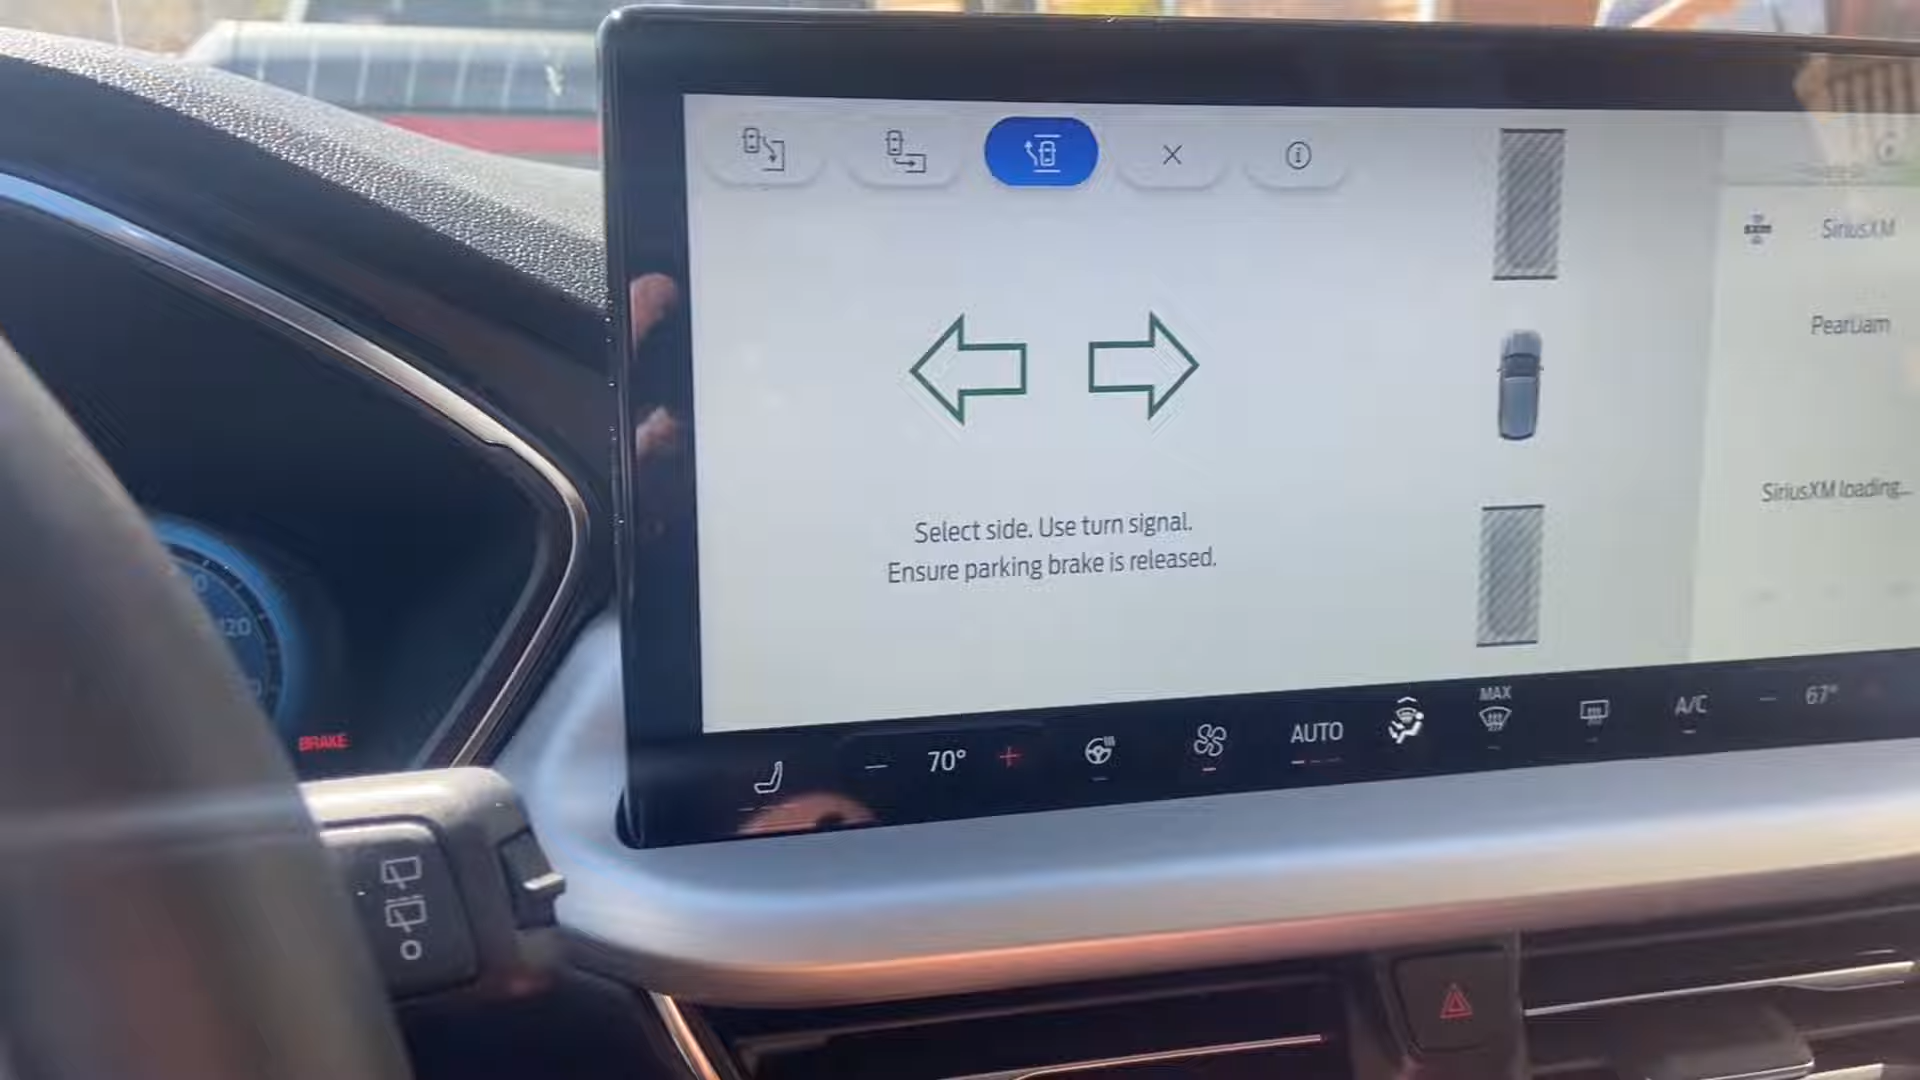 SiriusXM
PearlJam
Select side. Use turn signal.
Ensure parking brake is released.
SiriusXM loading...
120
BRAKE
70°
AUTO
MAX
A/C
67°